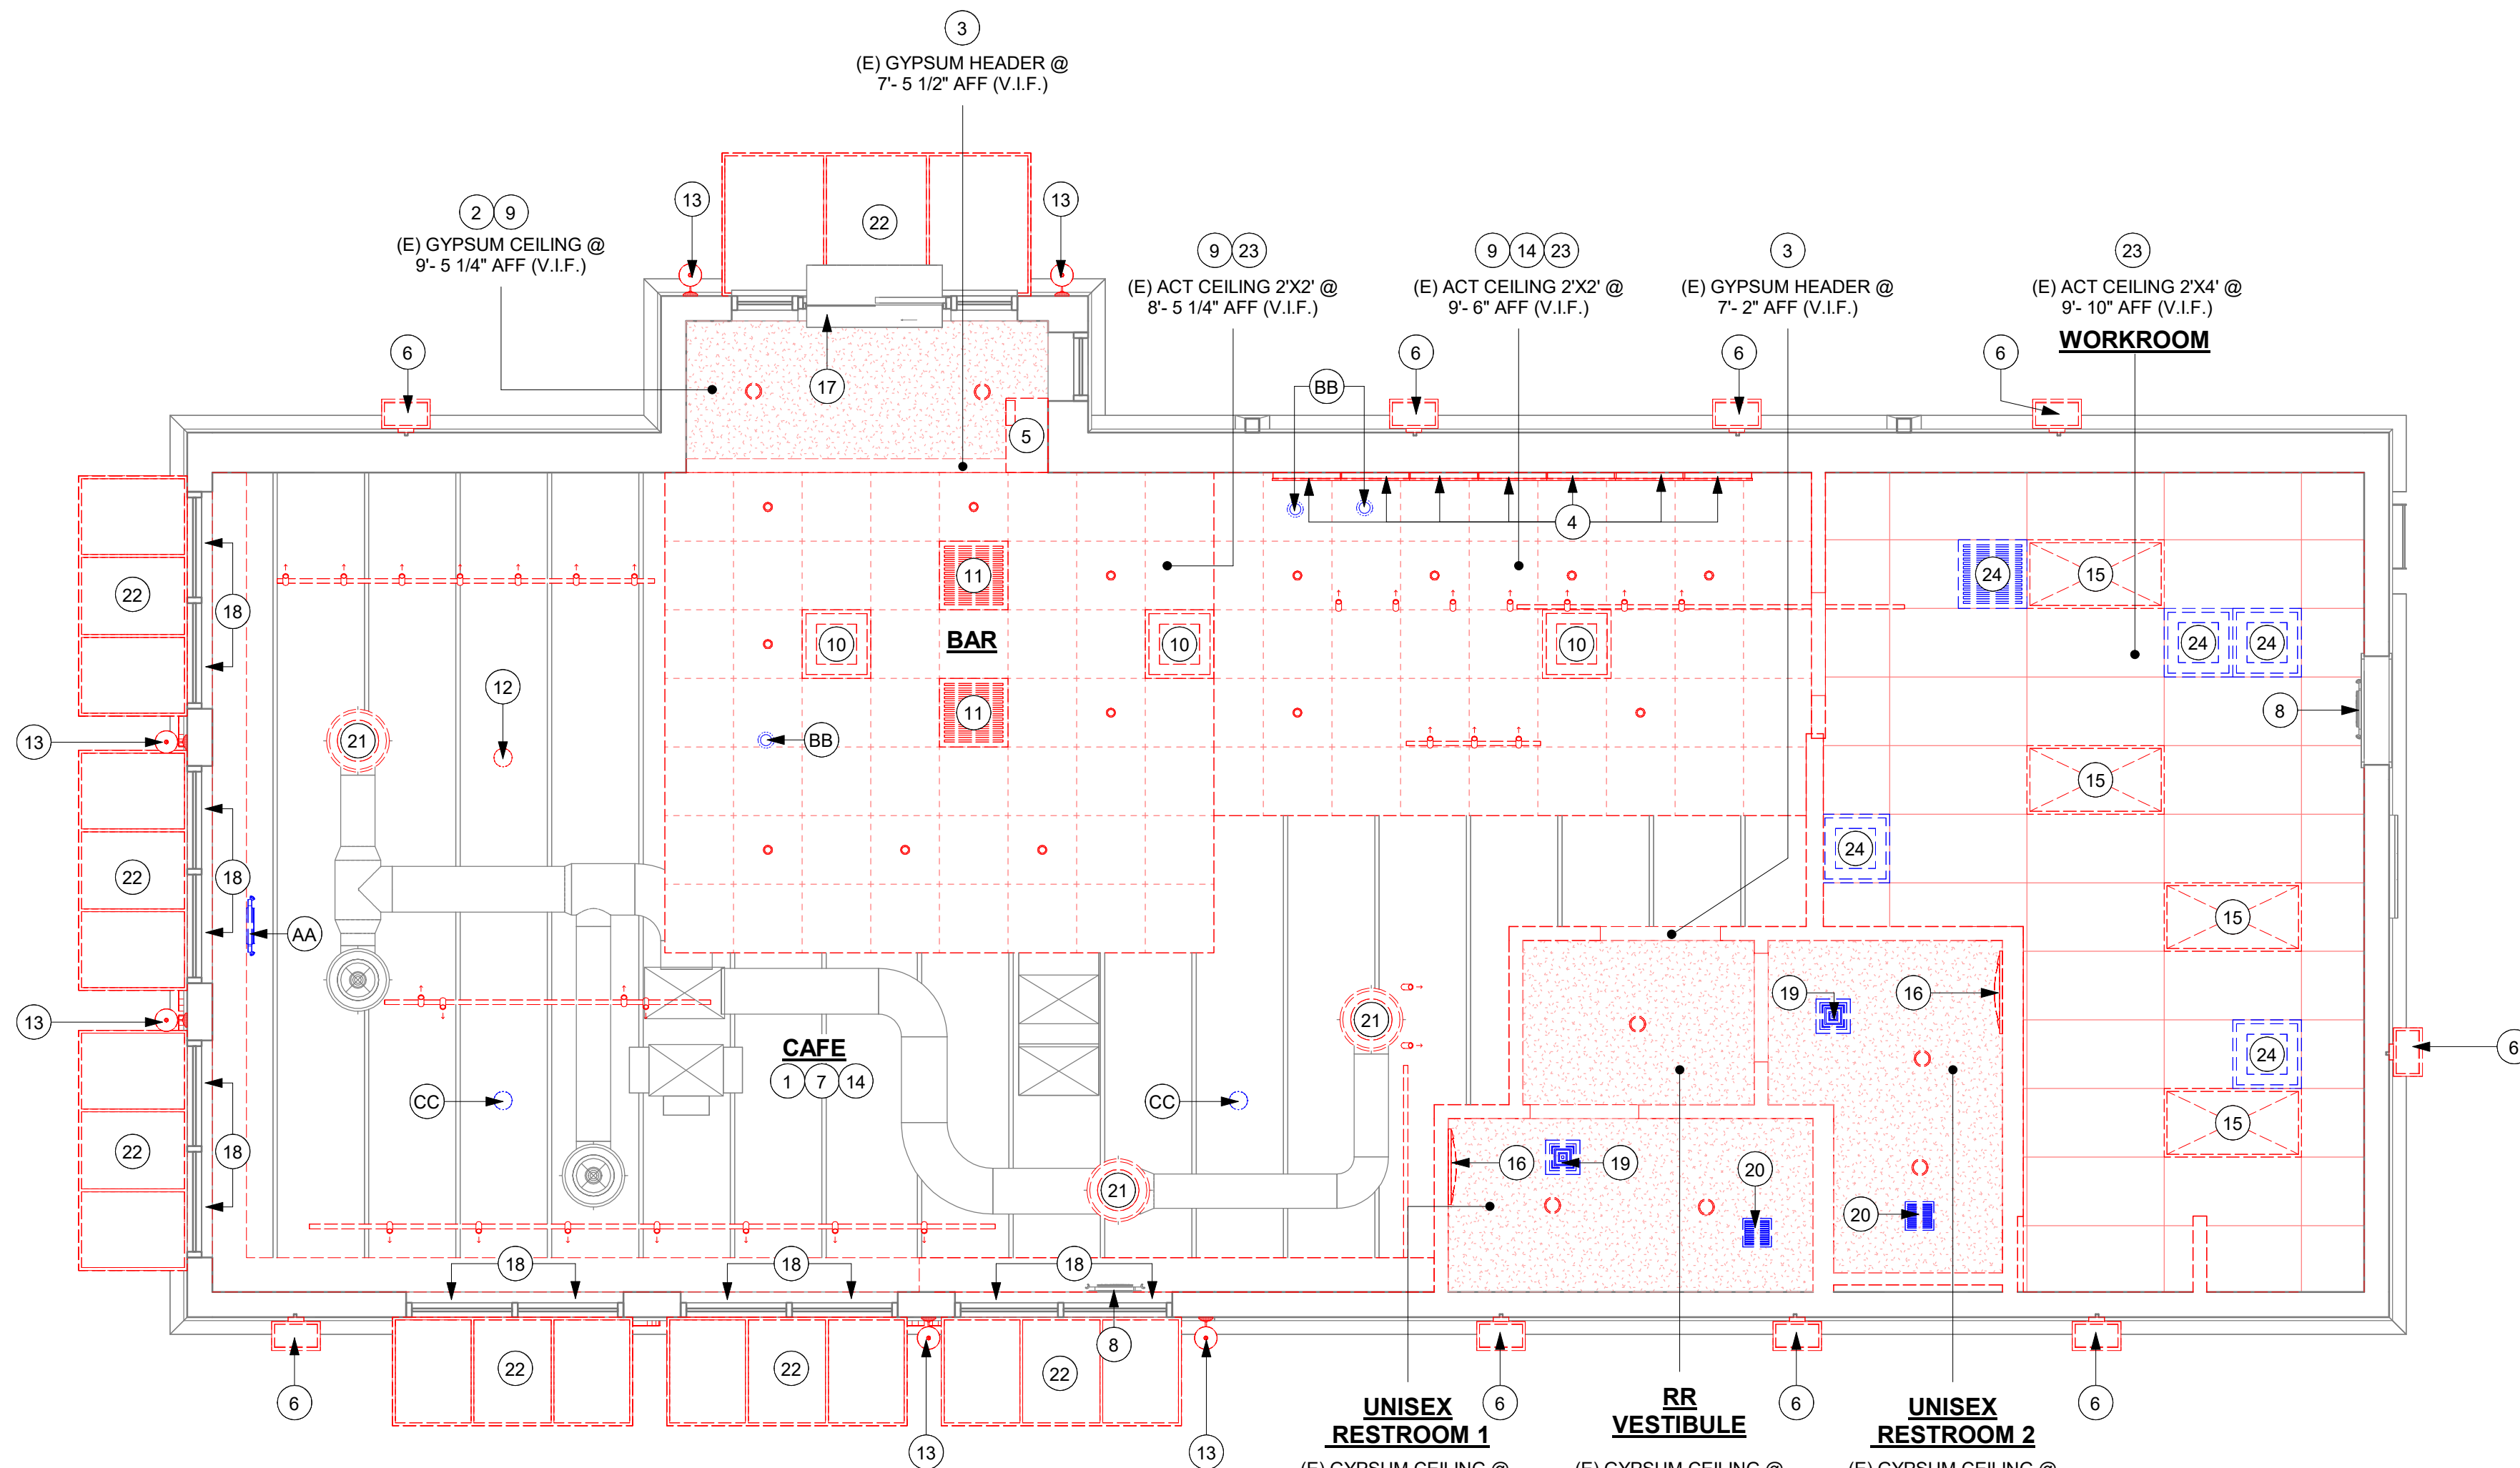 3
(E) GYPSUM HEADER @
7'- 5 1/2" AFF (V.I.F.)
2 9
(E) GYPSUM CEILING @
9'- 5 1/4" AFF (V.I.F.)
13
22
13
9 23
(E) ACT CEILING 2'X2' @
8'- 5 1/4" AFF (V.I.F.)
9 14 23
(E) ACT CEILING 2'X2' @
9'- 6" AFF (V.I.F.)
3
(E) GYPSUM HEADER @
7'- 2" AFF (V.I.F.)
23
(E) ACT CEILING 2'X4' @
9'- 10" AFF (V.I.F.)
WORKROOM
6
17
BB
6
6
6
5
4
22
18
11
24
15
10
BAR
10
10
24
24
12
13
21
11
BB
8
15
22
18
24
AA
15
13
21
19
16
CAFE
1 7 14
24
6
CC
CC
22
18
21
16
19
20
20
15
18
18
18
6
22
22
22
8
13
13
6
6
6
UNISEX
RESTROOM 1
RR
VESTIBULE
UNISEX
RESTROOM 2
(E) GYPSUM CEILING @
(E) GYPSUM CEILING @
(E) GYPSUM CEILING @